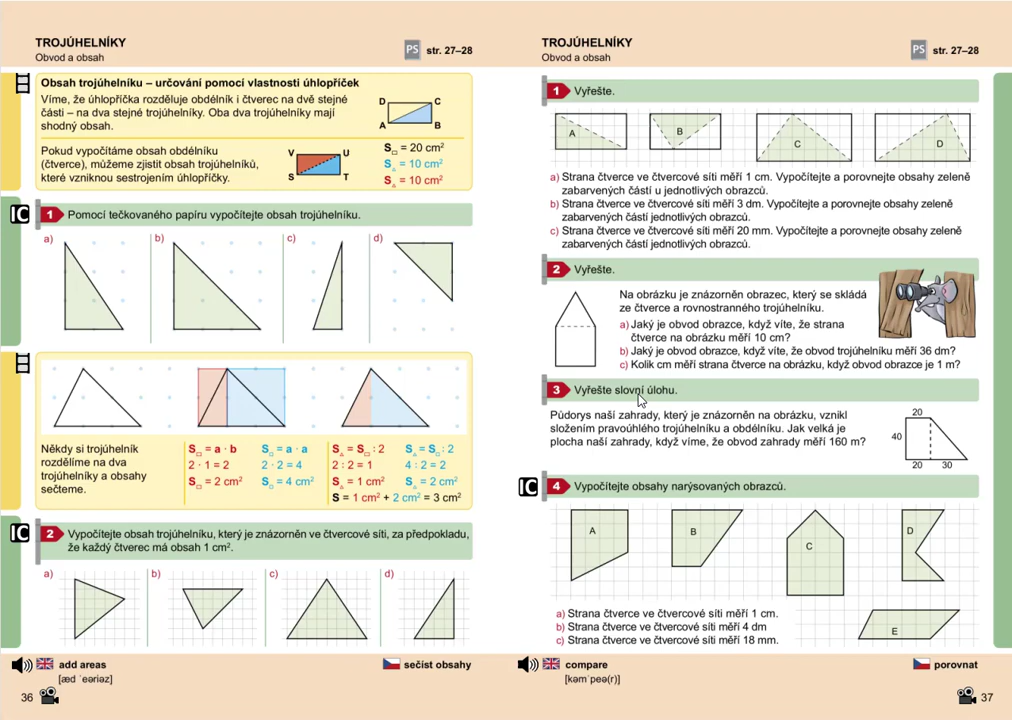 TROJÚHELNÍKY
Obvod a obsah
PS str. 27–28
Obsah trojúhelníku – určování pomocí vlastnosti úhlopříček
Víme, že úhlopříčka rozděluje obdélník i čtverec na dvě stejné
části – na dva stejné trojúhelníky. Oba dva trojúhelníky mají
shodný obsah.
D C
A B
Pokud vypočítáme obsah obdélníku
(čtverce), můžeme zjistit obsah trojúhelníků,
které vzniknou sestrojením úhlopříčky.
V U
S T
S□ = 20 cm²
S△ = 10 cm²
S△ = 10 cm²
IC 1 Pomocí tečkovaného papíru vypočítejte obsah trojúhelníku.
a) b) c) d)
Někdy si trojúhelník
rozdělíme na dva
trojúhelníky a obsahy
sečteme.
S□ = a · b S□ = a · a S△ = S□ : 2 S△ = S□ : 2
2 · 1 = 2 2 · 2 = 4 2 : 2 = 1 4 : 2 = 2
S□ = 2 cm² S□ = 4 cm² S△ = 1 cm² S△ = 2 cm²
S = 1 cm² + 2 cm² = 3 cm²
IC 2 Vypočítejte obsah trojúhelníku, který je znázorněn ve čtvercové síti, za předpokladu,
že každý čtverec má obsah 1 cm².
a) b) c) d)
add areas
[æd ˈeəriəz]
sečíst obsahy
36
TROJÚHELNÍKY
Obvod a obsah
PS str. 27–28
1 Vyřešte.
A B C D
a) Strana čtverce ve čtvercové síti měří 1 cm. Vypočítejte a porovnejte obsahy zeleně
zabarvených částí u jednotlivých obrazců.
b) Strana čtverce ve čtvercové síti měří 3 dm. Vypočítejte a porovnejte obsahy zeleně
zabarvených částí jednotlivých obrazců.
c) Strana čtverce ve čtvercové síti měří 20 mm. Vypočítejte a porovnejte obsahy zeleně
zabarvených částí jednotlivých obrazců.
2 Vyřešte.
Na obrázku je znázorněn obrazec, který se skládá
ze čtverce a rovnostranného trojúhelníku.
a) Jaký je obvod obrazce, když víte, že strana
čtverce na obrázku měří 10 cm?
b) Jaký je obvod obrazce, když víte, že obvod trojúhelníku měří 36 dm?
c) Kolik cm měří strana čtverce na obrázku, když obvod obrazce je 1 m?
3 Vyřešte slovní úlohu.
Půdorys naší zahrady, který je znázorněn na obrázku, vznikl
složením pravoúhlého trojúhelníku a obdélníku. Jak velká je
plocha naší zahrady, když víme, že obvod zahrady měří 160 m?
20
40
20 30
IC 4 Vypočítejte obsahy narýsovaných obrazců.
A B C D
a) Strana čtverce ve čtvercové síti měří 1 cm.
b) Strana čtverce ve čtvercové síti měří 4 dm
c) Strana čtverce ve čtvercové síti měří 18 mm.
E
compare
[kəmˈpeə(r)]
porovnat
37